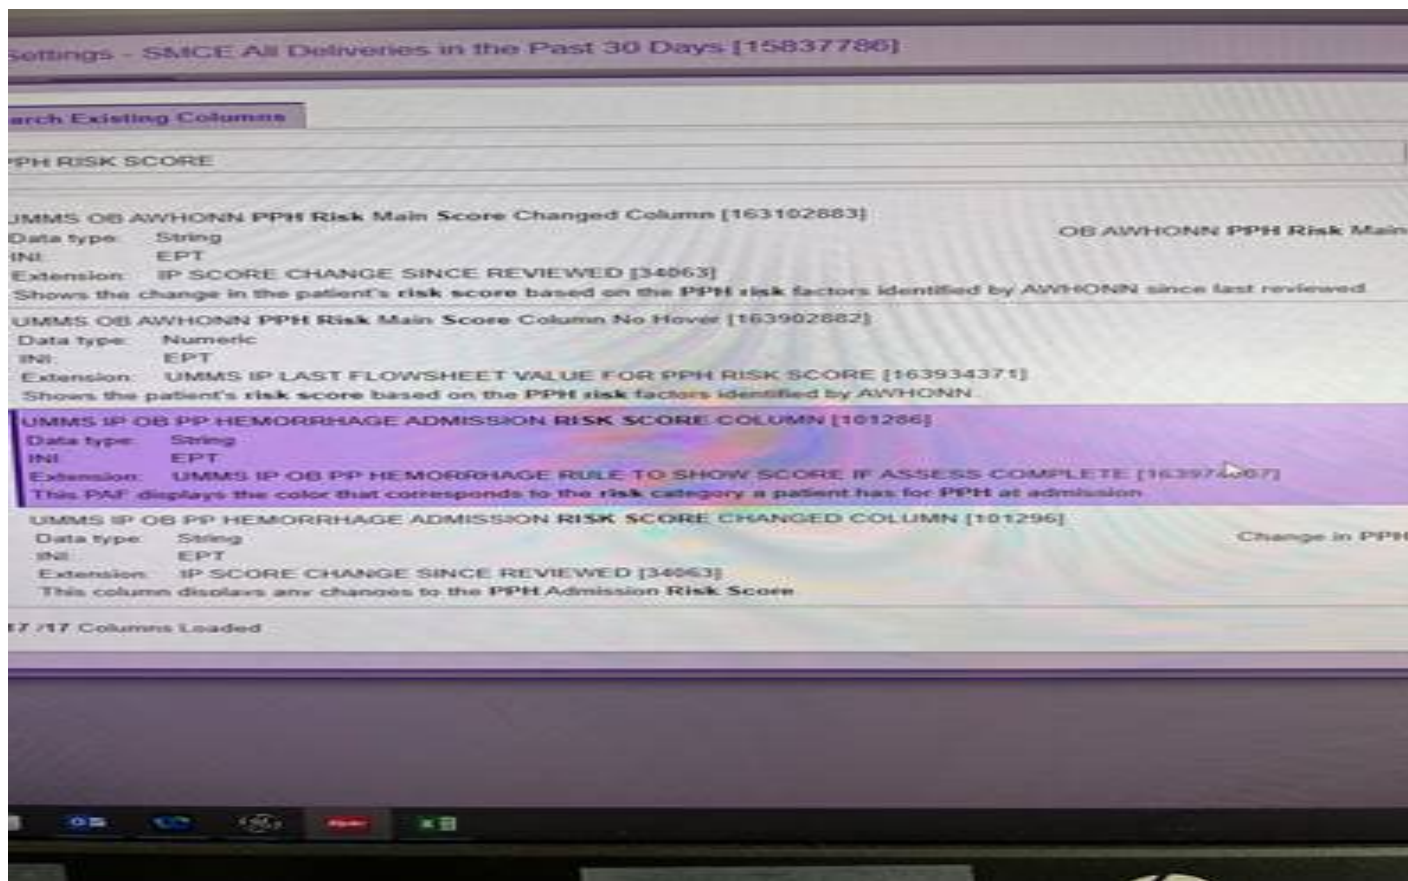 Settings - SMCE All Deliveries in the Past 30 Days [15837786]
arch Existing Columns
PPH RISK SCORE
UMMS OB AWHONN PPH Risk Main Score Changed Column [163102883]
Data type: String
OB AWHONN PPH Risk Main
INI: EPT
Extension: IP SCORE CHANGE SINCE REVIEWED [34063]
Shows the change in the patient's risk score based on the PPH risk factors identified by AWHONN since last reviewed.
UMMS OB AWHONN PPH Risk Main Score Column No Hover [163902882]
Data type: Numeric
INI: EPT
Extension: UMMS IP LAST FLOWSHEET VALUE FOR PPH RISK SCORE [163934371]
Shows the patient's risk score based on the PPH risk factors identified by AWHONN.
UMMS IP OB PP HEMORRHAGE ADMISSION RISK SCORE COLUMN [101286]
Data type: String
INI: EPT
Extension: UMMS IP OB PP HEMORRHAGE RULE TO SHOW SCORE IF ASSESS COMPLETE
This PAF displays the color that corresponds to the risk category a patient has for PPH at admission.
UMMS IP OB PP HEMORRHAGE ADMISSION RISK SCORE CHANGED COLUMN [101296]
Data type: String
Change in PPH
INI: EPT
Extension: IP SCORE CHANGE SINCE REVIEWED [34063]
This column displays any changes to the PPH Admission Risk Score.
17 /17 Columns Loaded